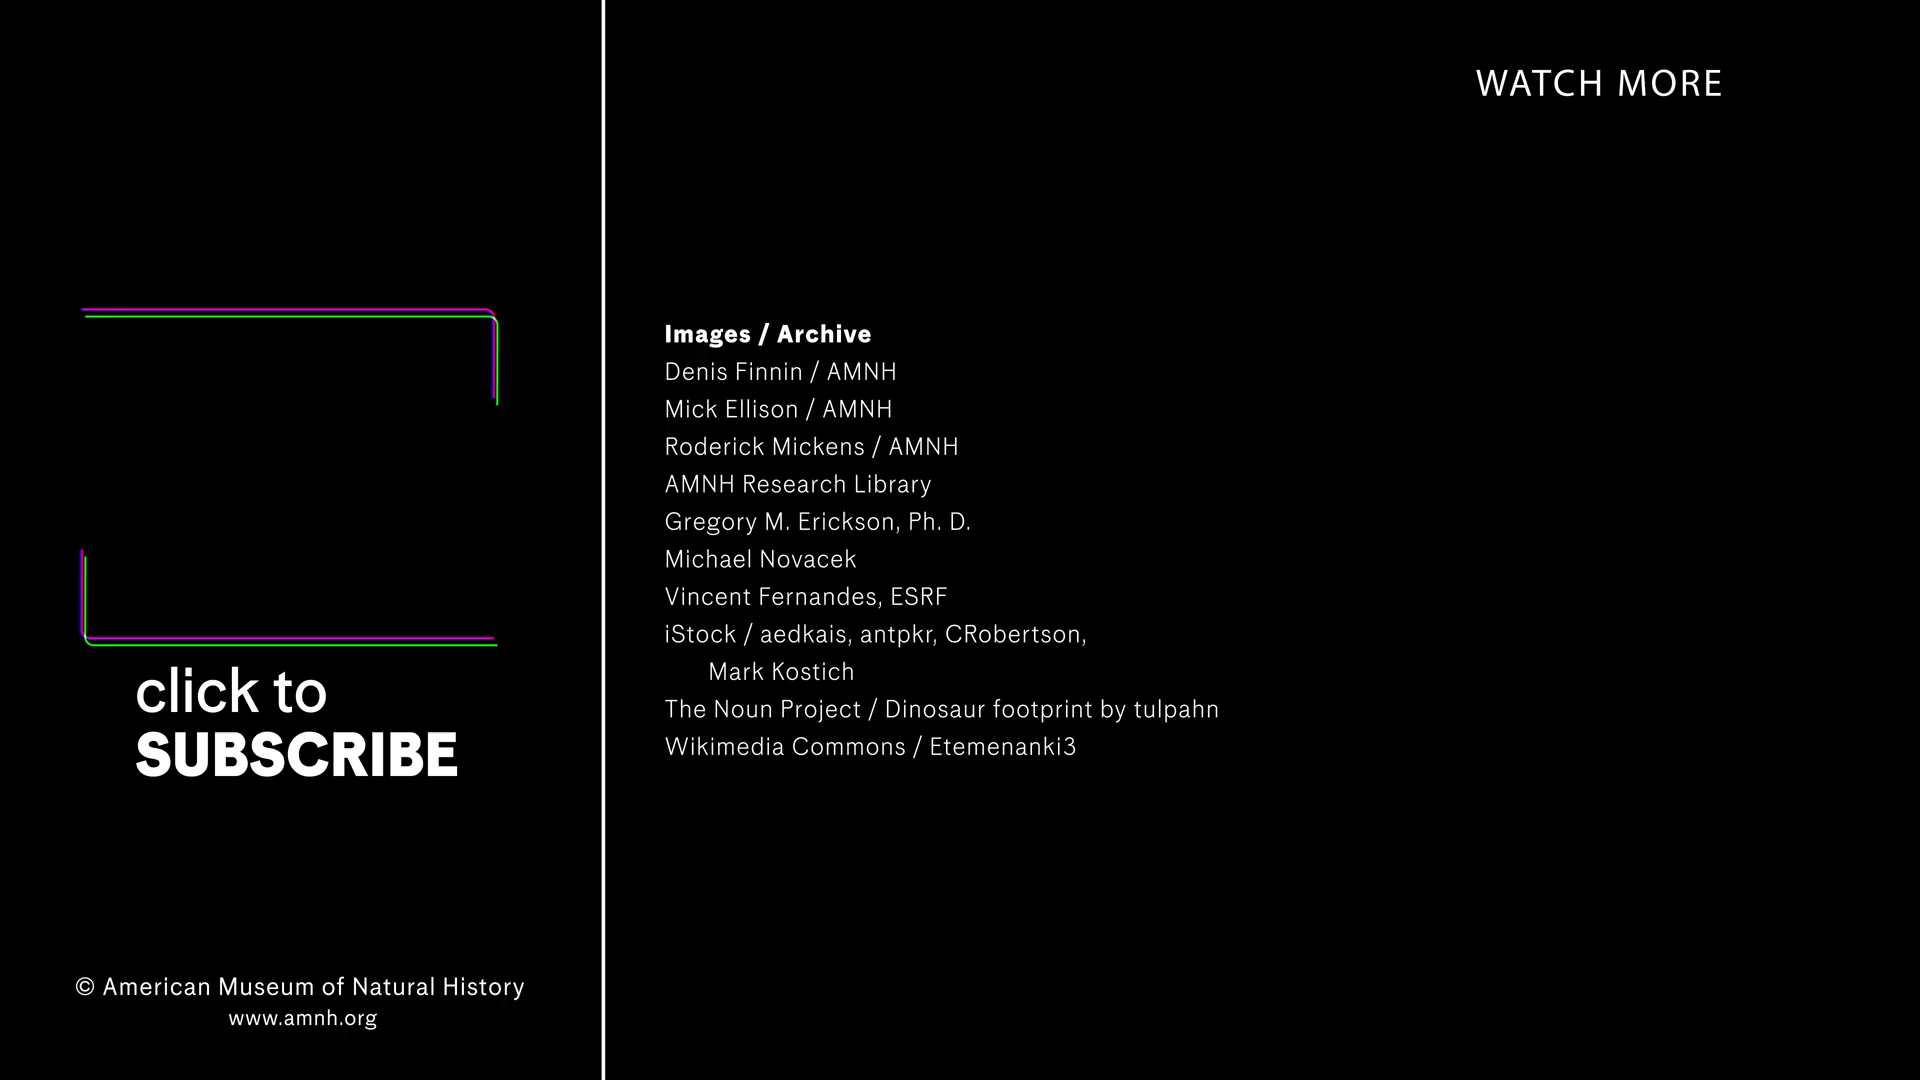 WATCH MORE
Images / Archive
Denis Finnin / AMNH
Mick Ellison / AMNH
Roderick Mickens / AMNH
AMNH Research Library
Gregory M. Erickson, Ph. D.
Michael Novacek
Vincent Fernandes, ESRF
iStock / aedkais, antpkr, CRobertson,
Mark Kostich
The Noun Project / Dinosaur footprint by tulpahn
Wikimedia Commons / Etemenanki3
click to
SUBSCRIBE
© American Museum of Natural History
www.amnh.org